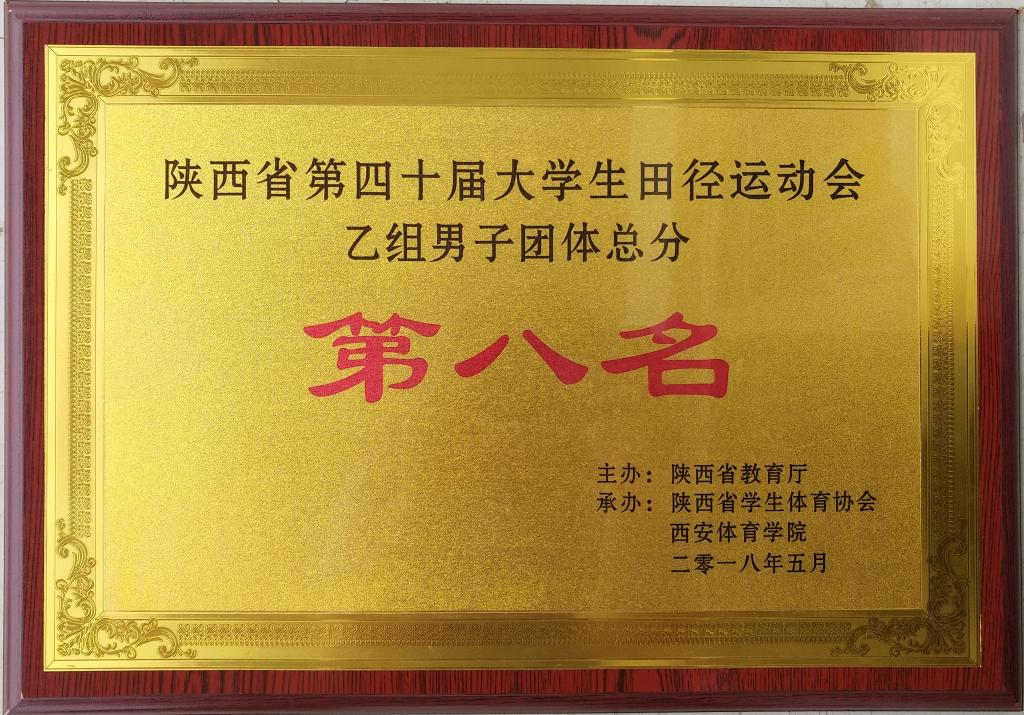 陕西省第四十届大学生田径运动会
乙组男子团体总分
第八名
主办：陕西省教育厅
承办：陕西省学生体育协会
西安体育学院
二零一八年五月